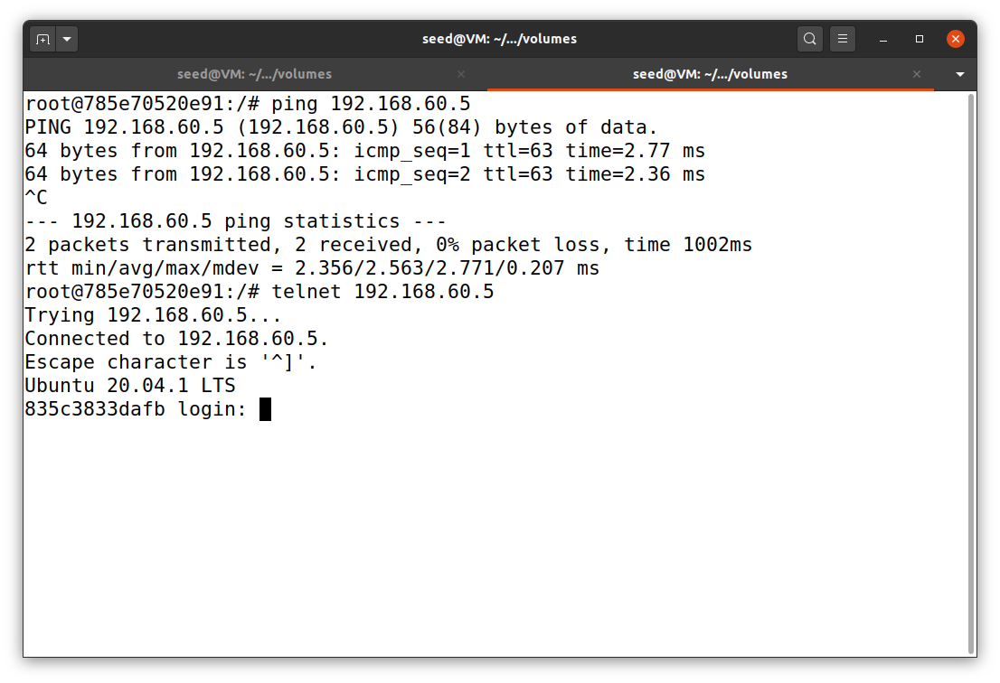 seed@VM: ~/.../volumes
seed@VM: ~/.../volumes
seed@VM: ~/.../volumes
root@785e70520e91:/# ping 192.168.60.5
PING 192.168.60.5 (192.168.60.5) 56(84) bytes of data.
64 bytes from 192.168.60.5: icmp_seq=1 ttl=63 time=2.77 ms
64 bytes from 192.168.60.5: icmp_seq=2 ttl=63 time=2.36 ms
^C
--- 192.168.60.5 ping statistics ---
2 packets transmitted, 2 received, 0% packet loss, time 1002ms
rtt min/avg/max/mdev = 2.356/2.563/2.771/0.207 ms
root@785e70520e91:/# telnet 192.168.60.5
Trying 192.168.60.5...
Connected to 192.168.60.5.
Escape character is '^]'.
Ubuntu 20.04.1 LTS
835c3833dafb login: